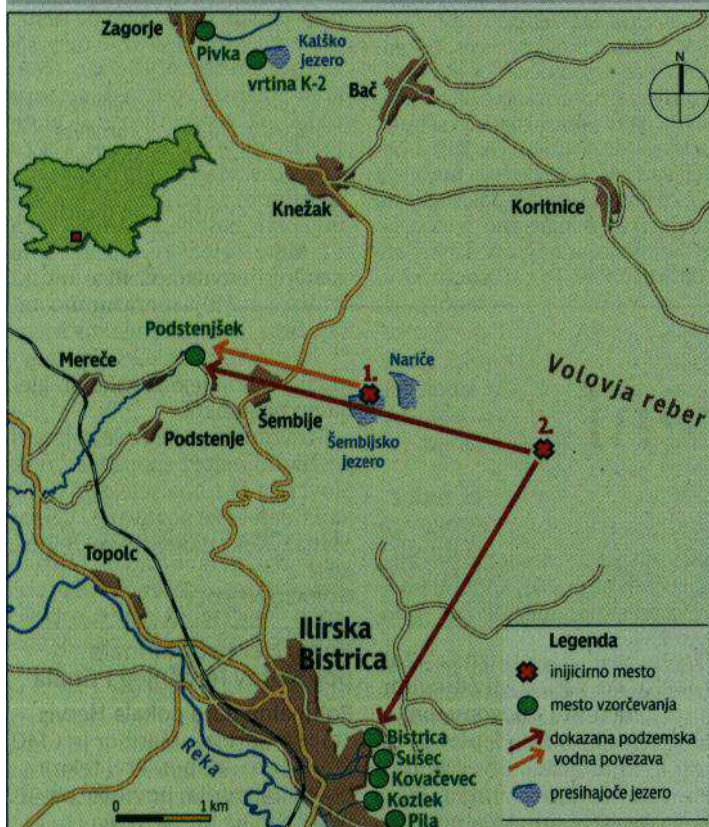 Zagorje
Pivka
Kalško
jezero
vrtina K-2
Bač
N
Knežak
Koritnice
Podstenjšek
Mereče
1.
Nariče
Volovja reber
Šembije
Podstenje
Šembijsko
jezero
2.
Topolc
Ilirska
Bistrica
Reka
Bistrica
Sušec
Kovačevec
Kozlek
Pila
0 1 km
Legenda
inijicirno mesto
mesto vzorčevanja
dokazana podzemska
vodna povezava
presihajoče jezero